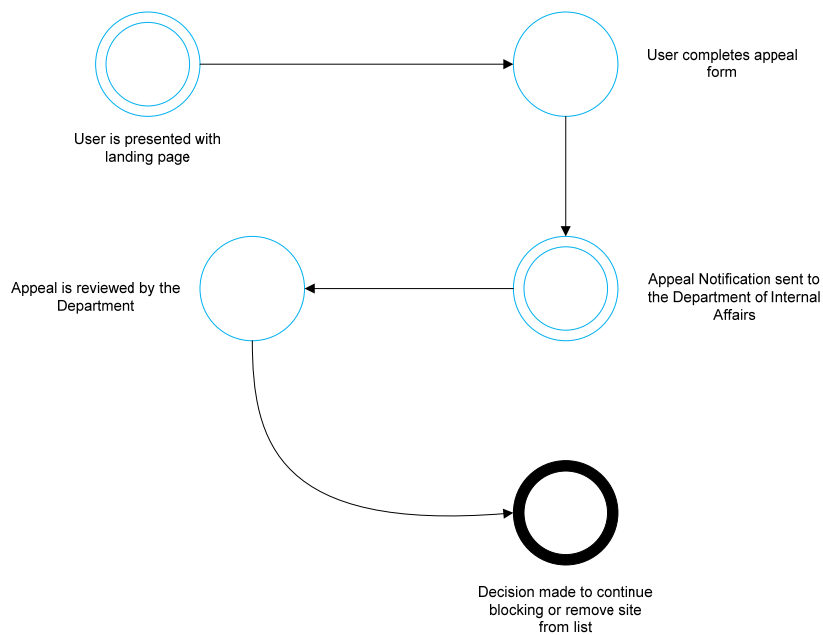 User is presented with
landing page
User completes appeal
form
Appeal Notification sent to
the Department of Internal
Affairs
Appeal is reviewed by the
Department
Decision made to continue
blocking or remove site
from list